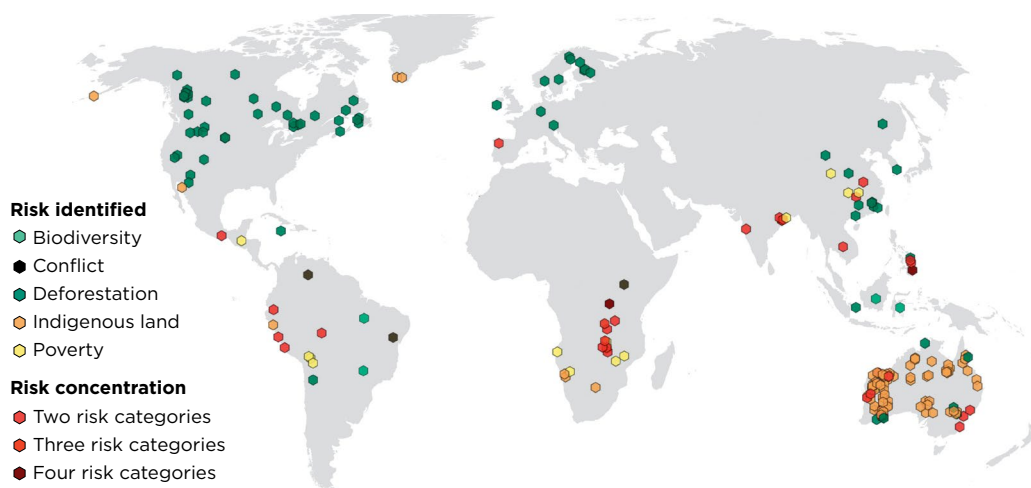 Risk identified
Biodiversity
Conflict
Deforestation
Indigenous land
Poverty
Risk concentration
Two risk categories
Three risk categories
Four risk categories